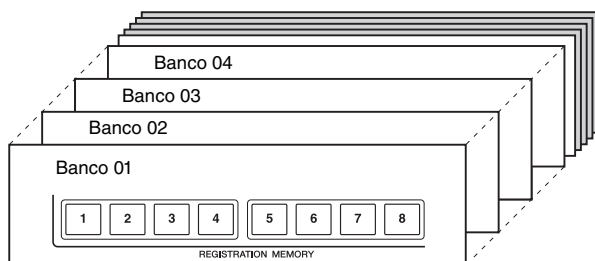 Banco 04
Banco 03
Banco 02
Banco 01
1 2 3 4 5 6 7 8
REGISTRATION MEMORY